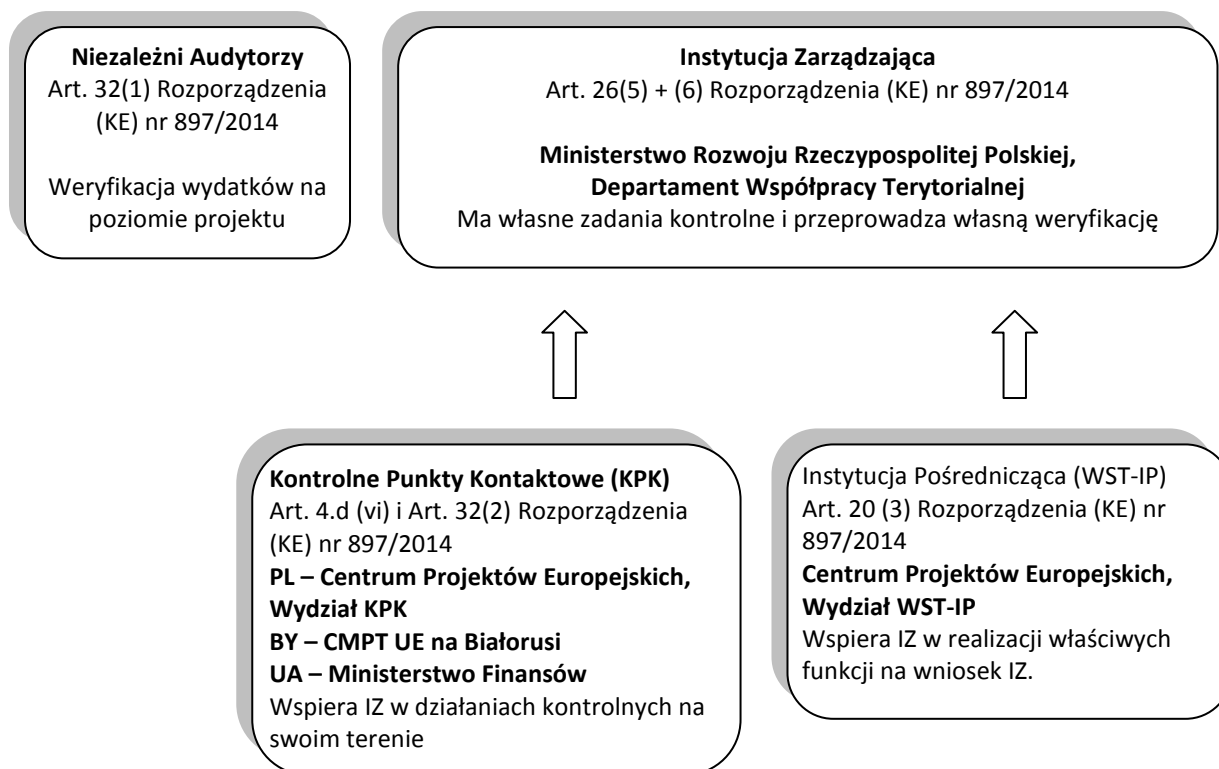 Niezależni Audytorzy
Art. 32(1) Rozporządzenia
(KE) nr 897/2014
Weryfikacja wydatków na
poziomie projektu
Instytucja Zarządzająca
Art. 26(5) + (6) Rozporządzenia (KE) nr 897/2014
Ministerstwo Rozwoju Rzeczypospolitej Polskiej,
Departament Współpracy Terytorialnej
Ma własne zadania kontrolne i przeprowadza własną weryfikację
Kontrolne Punkty Kontaktowe (KPK)
Art. 4.d (vi) i Art. 32(2) Rozporządzenia
(KE) nr 897/2014
PL – Centrum Projektów Europejskich,
Wydział KPK
BY – CMPT UE na Białorusi
UA – Ministerstwo Finansów
Wspiera IZ w działaniach kontrolnych na
swoim terenie
Instytucja Pośrednicząca (WST-IP)
Art. 20 (3) Rozporządzenia (KE) nr
897/2014
Centrum Projektów Europejskich,
Wydział WST-IP
Wspiera IZ w realizacji właściwych
funkcji na wniosek IZ.